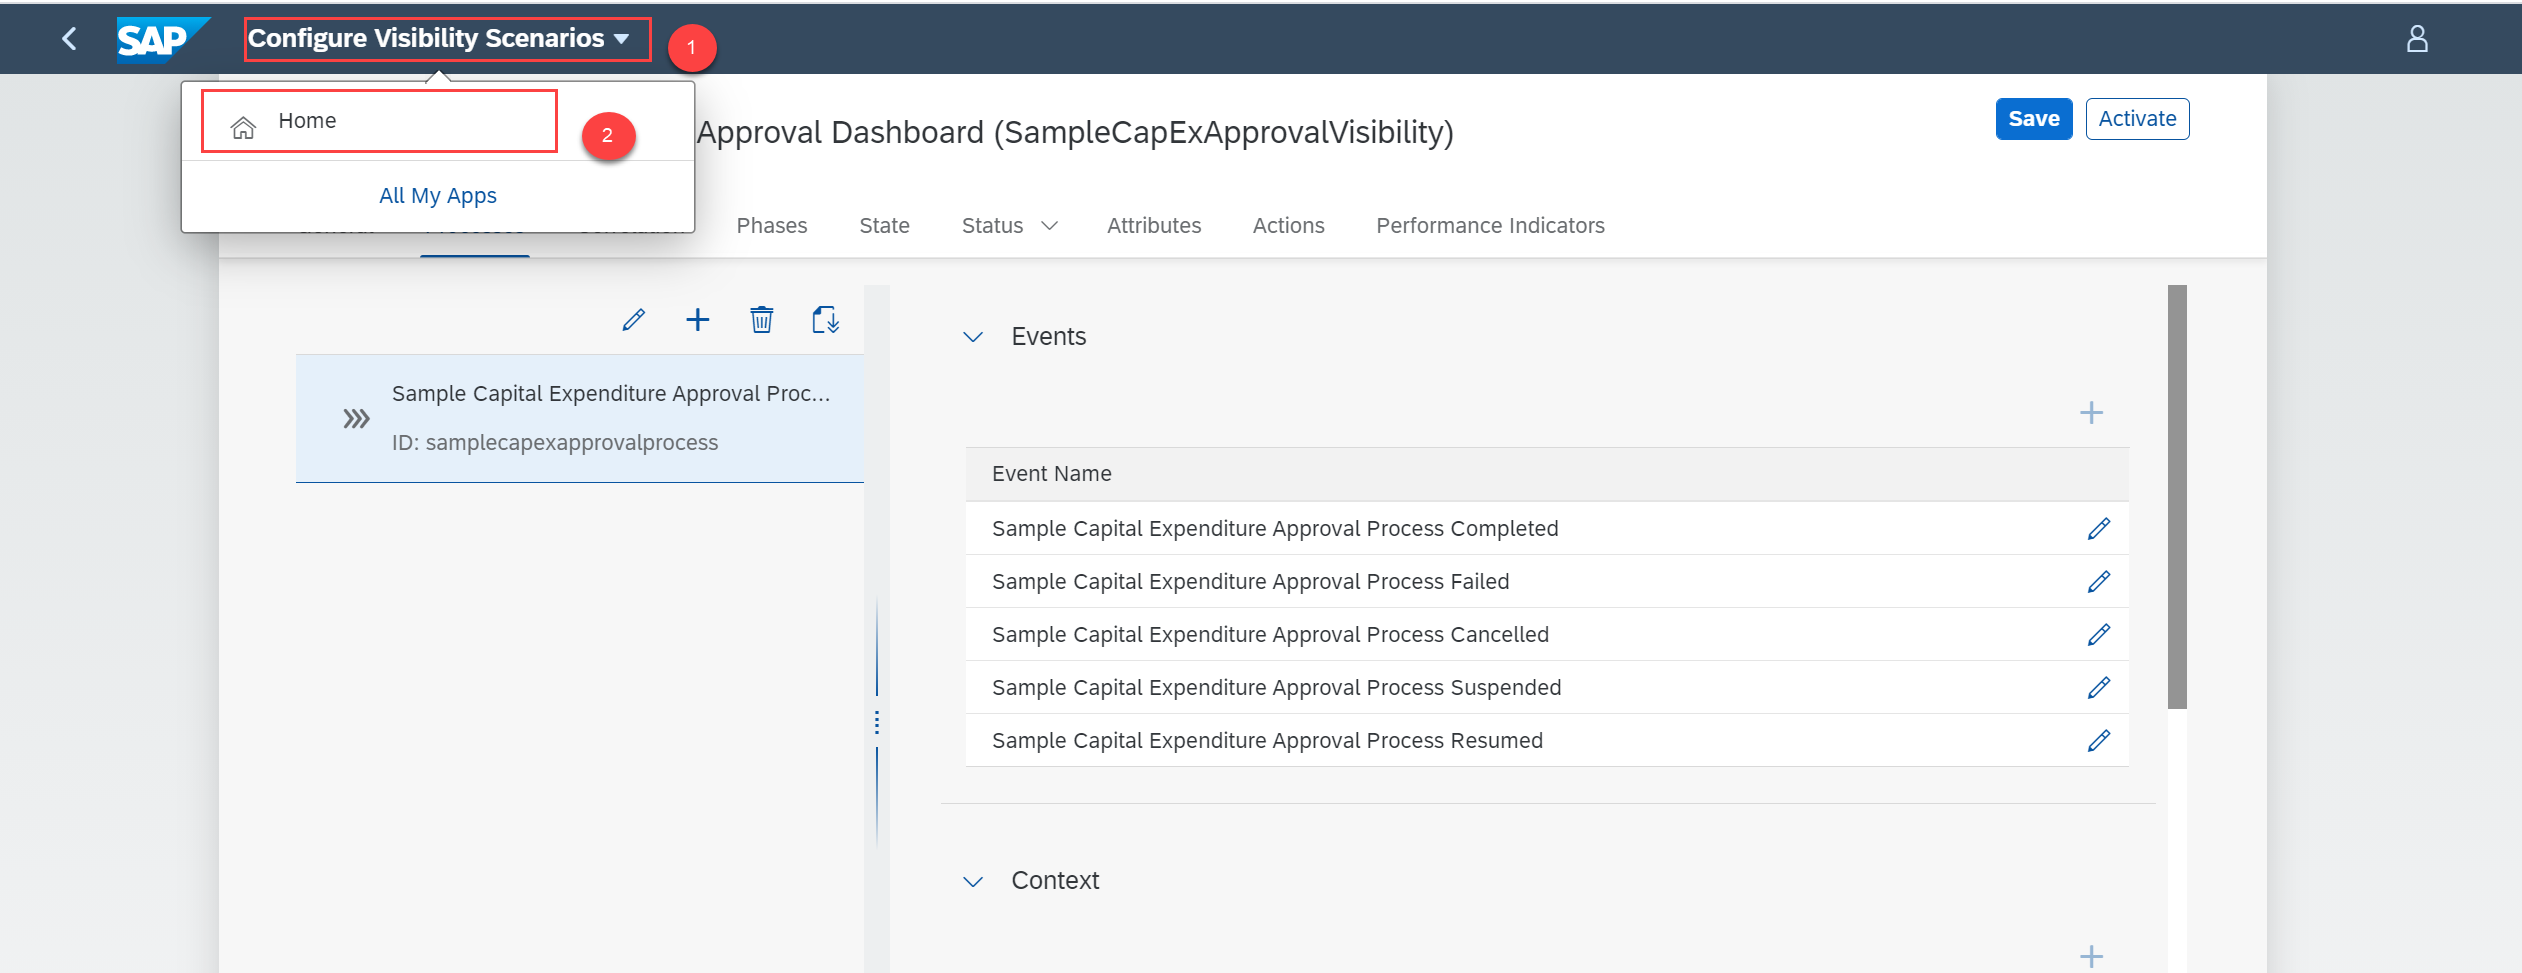 SAP
Configure Visibility Scenarios
1
Home
2
All My Apps
Approval Dashboard (SampleCapExApprovalVisibility)
Save
Activate
Phases
State
Status
Attributes
Actions
Performance Indicators
Sample Capital Expenditure Approval Proc...
ID: samplecapexapprovalprocess
Events
Event Name
Sample Capital Expenditure Approval Process Completed
Sample Capital Expenditure Approval Process Failed
Sample Capital Expenditure Approval Process Cancelled
Sample Capital Expenditure Approval Process Suspended
Sample Capital Expenditure Approval Process Resumed
Context